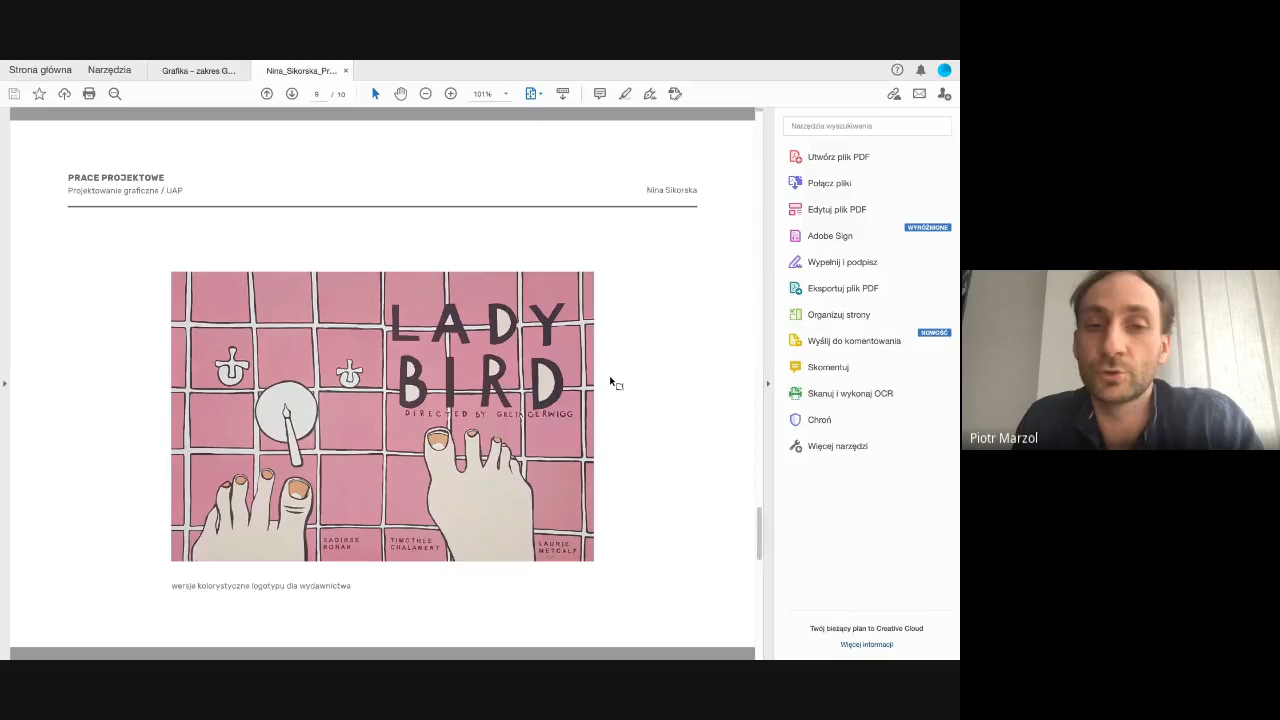 Strona główna
Narzędzia
Grafika – zakres G...
Nina_Sikorska_Pr...
×
9 / 10
101%
PRACE PROJEKTOWE
Projektowanie graficzne / UAP
Nina Sikorska
LADY
BIRD
DIRECTED BY GRETA GERWIGG
SAOIRSE
RONAN
TIMOTHEE
CHALAMENT
LAURIE
METCALF
wersje kolorystyczne logotypu dla wydawnictwa
Narzędzia wyszukiwania
Utwórz plik PDF
Połącz pliki
Edytuj plik PDF
WYRÓŻNIONE
Adobe Sign
Wypełnij i podpisz
Eksportuj plik PDF
Organizuj strony
NOWOŚĆ
Wyślij do komentowania
Skomentuj
Skanuj i wykonaj OCR
Chroń
Więcej narzędzi
Twój bieżący plan to Creative Cloud
Więcej informacji
Piotr Marzol